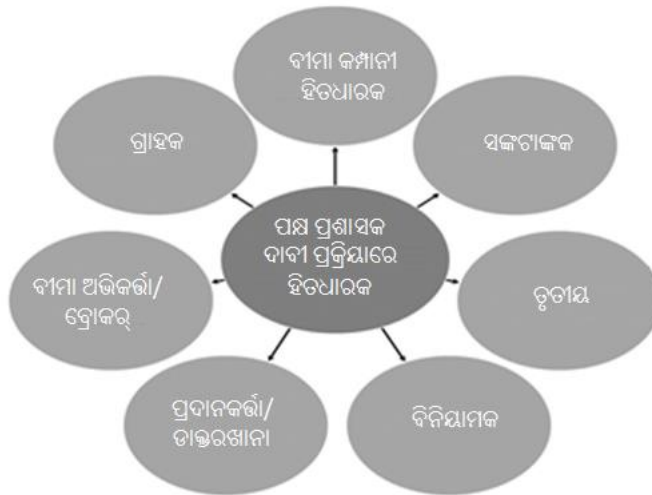 ବୀମା କମ୍ପାନୀ
ହିତଧାରକ
ଗ୍ରାହକ
ସଙ୍କଟାଙ୍କକ
ପକ୍ଷ ପ୍ରଶାସକ
ଦାବୀ ପ୍ରକ୍ରିୟାରେ
ହିତଧାରକ
ବୀମା ଅଭିକର୍ତ୍ତା/
ବ୍ରୋକର୍
ତୃତୀୟ
ପ୍ରଦାନକର୍ତ୍ତା/
ଡାକ୍ତରଖାନା
ବିନିୟାମକ